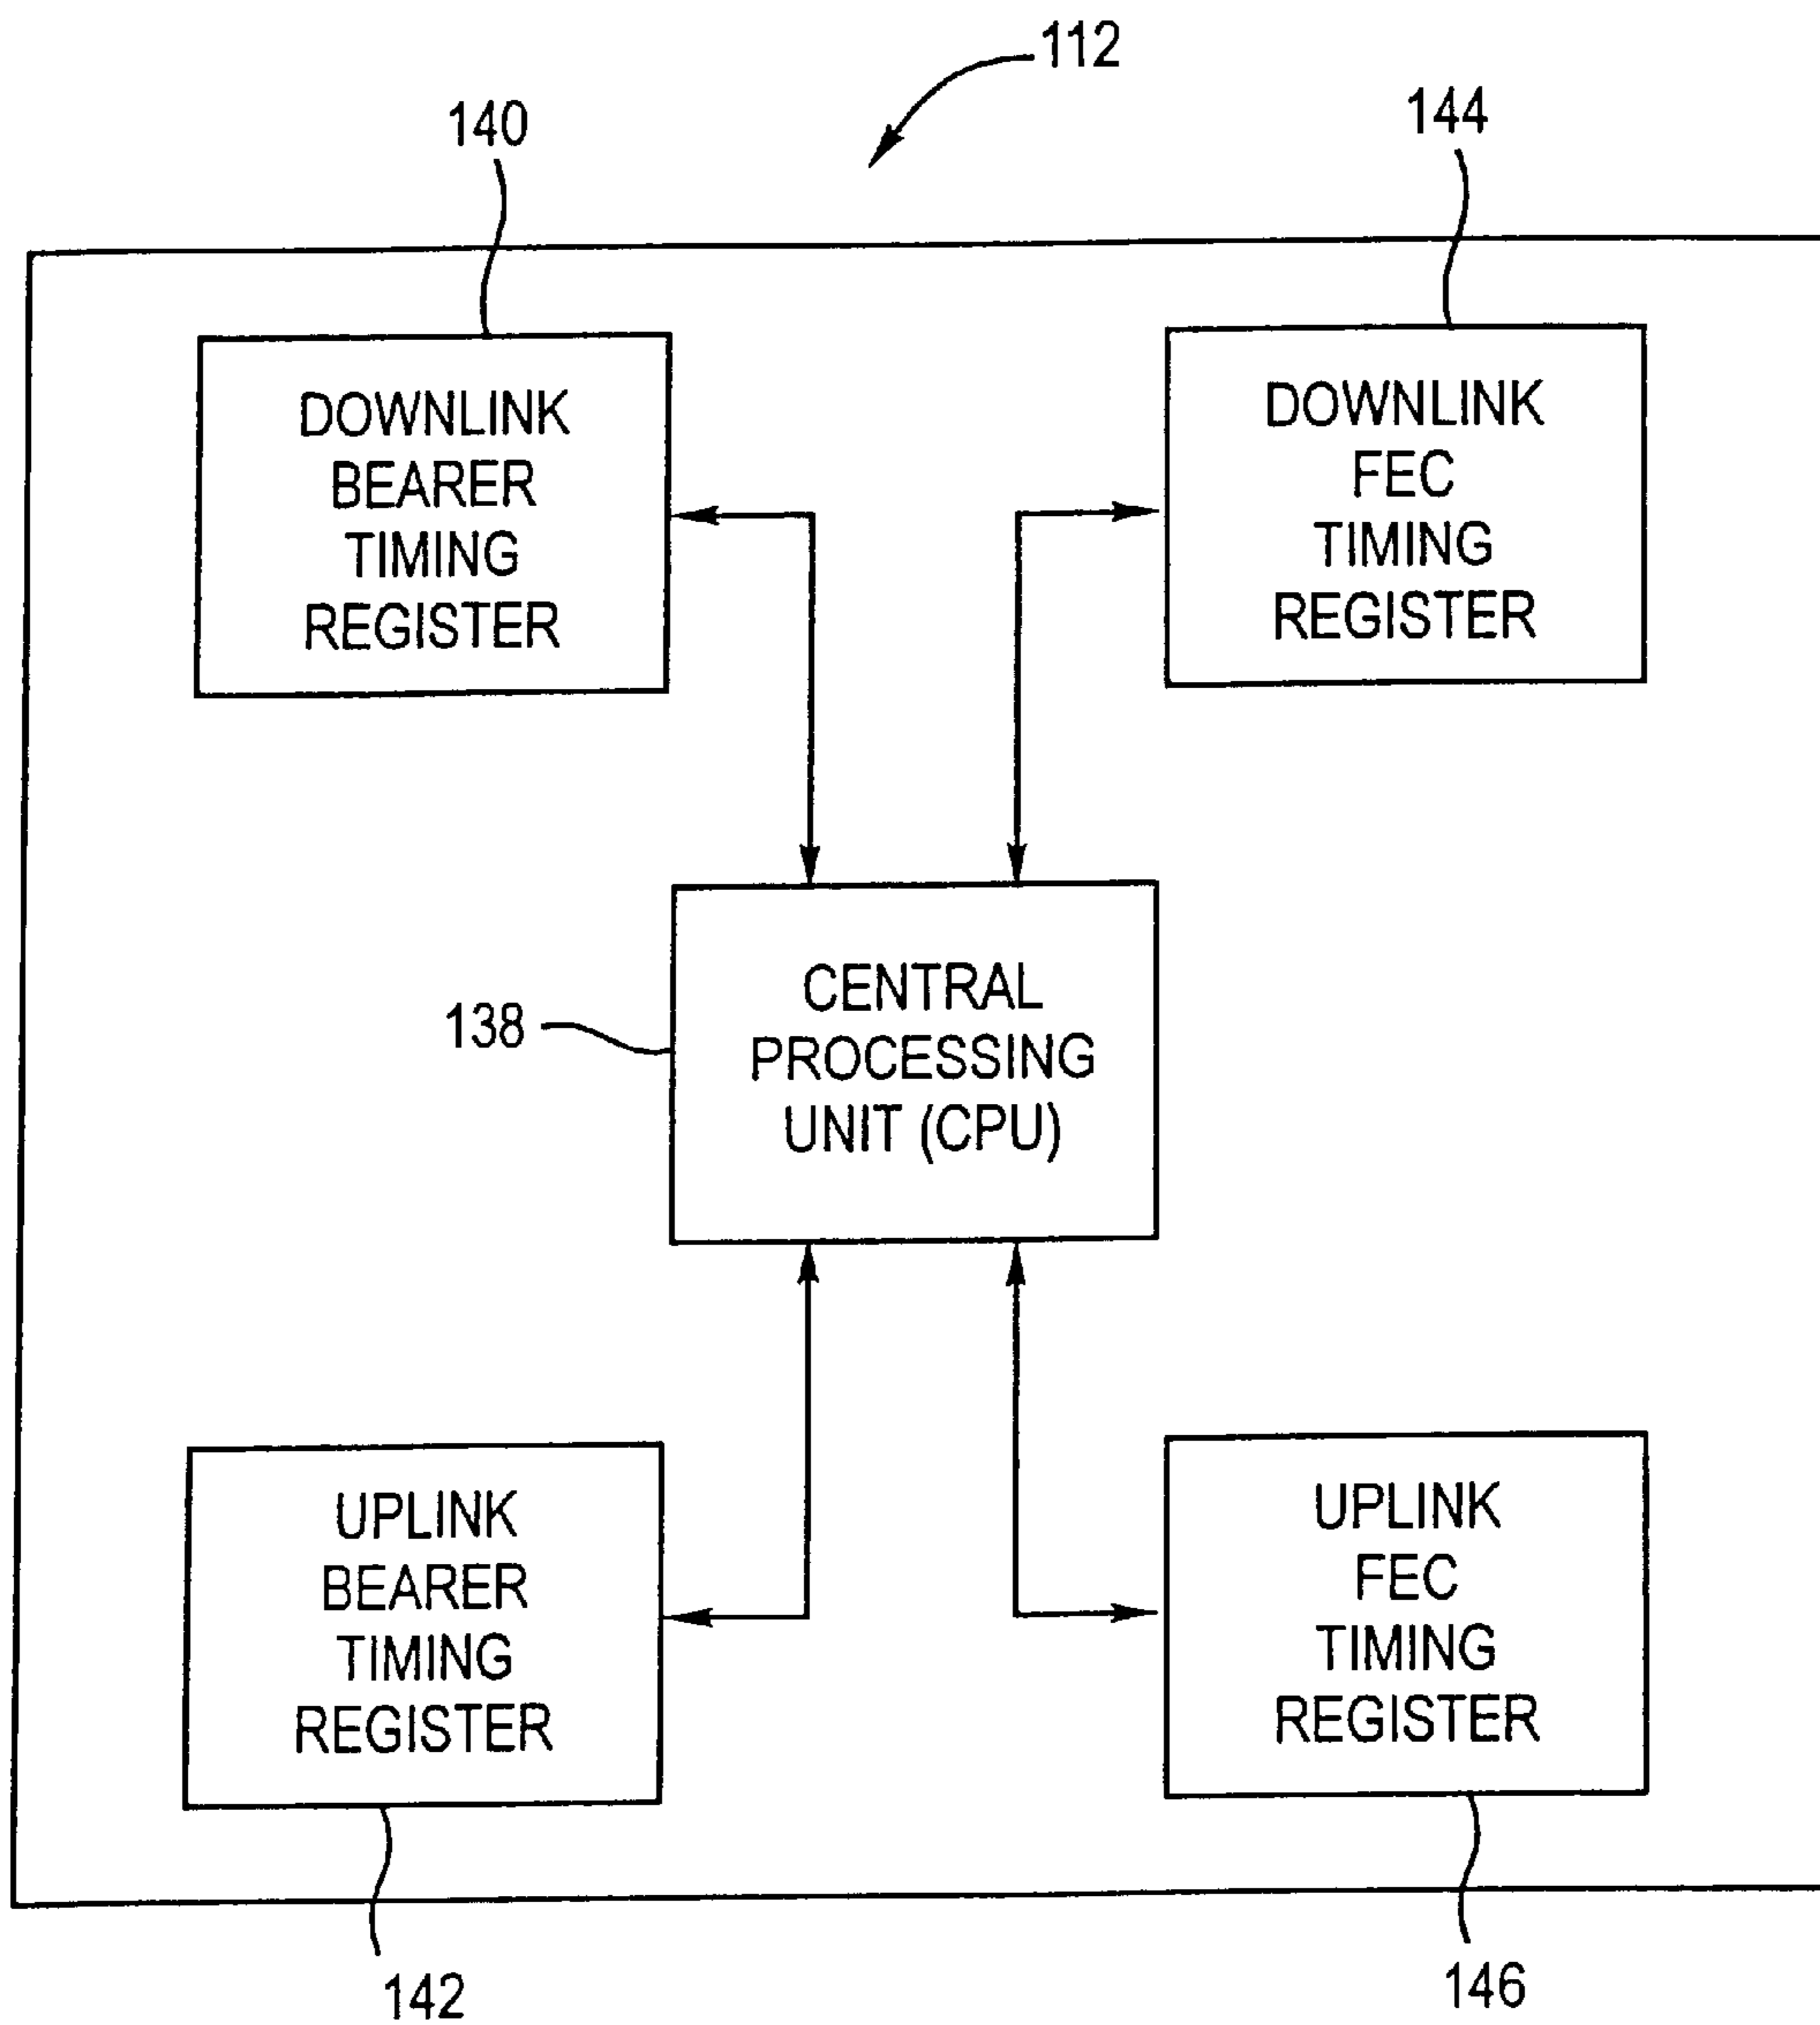 112
140
144
DOWNLINK
BEARER
TIMING
REGISTER
DOWNLINK
FEC
TIMING
REGISTER
138
CENTRAL
PROCESSING
UNIT (CPU)
UPLINK
BEARER
TIMING
REGISTER
UPLINK
FEC
TIMING
REGISTER
142
146